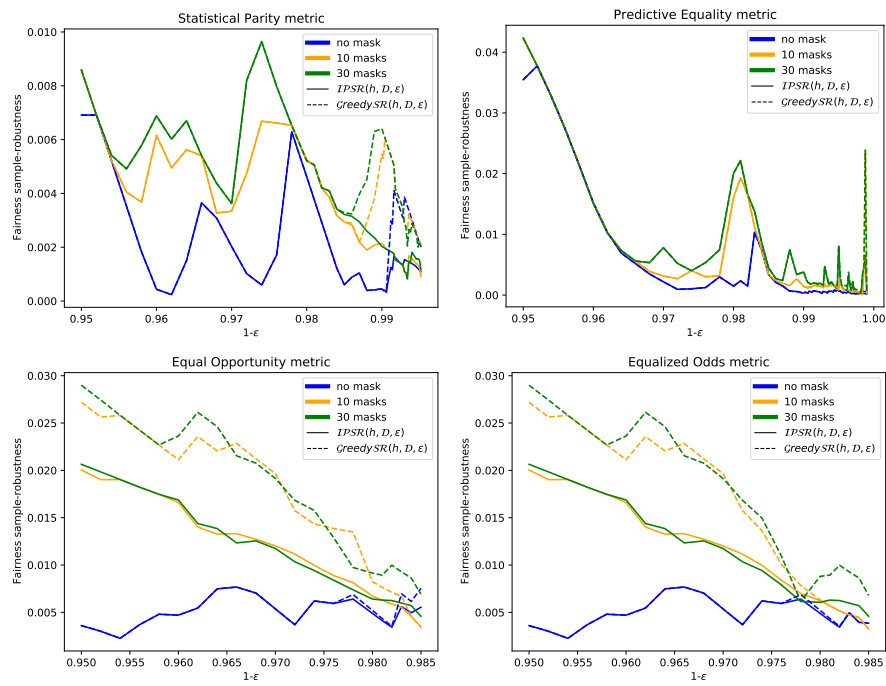 Statistical Parity metric
0.010
0.008
0.006
0.004
0.002
0.000
Fairness sample-robustness
no mask
10 masks
30 masks
IPSR(h, D, ε)
GreedySR(h, D, ε)
0.95 0.96 0.97 0.98 0.99
1-ε
Predictive Equality metric
0.04
0.03
0.02
0.01
0.00
Fairness sample-robustness
no mask
10 masks
30 masks
IPSR(h, D, ε)
GreedySR(h, D, ε)
0.95 0.96 0.97 0.98 0.99 1.00
1-ε
Equal Opportunity metric
0.030
0.025
0.020
0.015
0.010
0.005
Fairness sample-robustness
no mask
10 masks
30 masks
IPSR(h, D, ε)
GreedySR(h, D, ε)
0.950 0.955 0.960 0.965 0.970 0.975 0.980 0.985
1-ε
Equalized Odds metric
0.030
0.025
0.020
0.015
0.010
0.005
Fairness sample-robustness
no mask
10 masks
30 masks
IPSR(h, D, ε)
GreedySR(h, D, ε)
0.950 0.955 0.960 0.965 0.970 0.975 0.980 0.985
1-ε